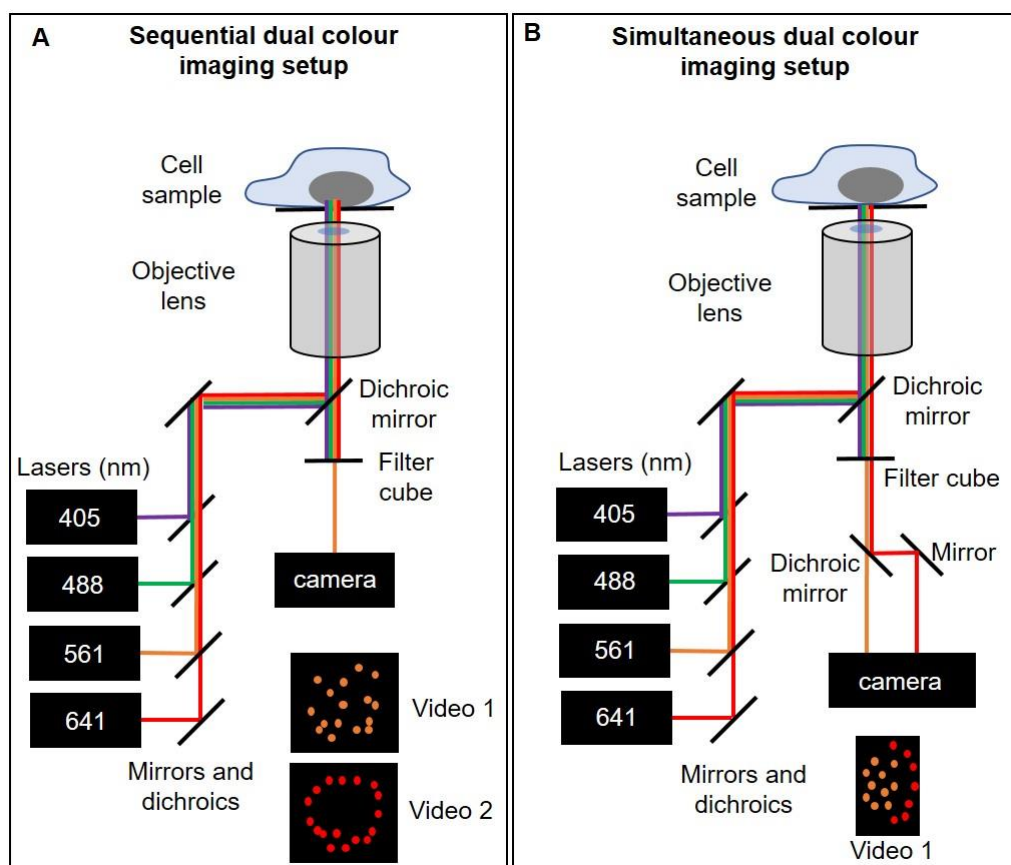 A
Sequential dual colour
imaging setup
Cell
sample
Objective
lens
Dichroic
mirror
Lasers (nm)
Filter
cube
405
488
camera
561
Video 1
641
Mirrors and
dichroics
Video 2
B
Simultaneous dual colour
imaging setup
Cell
sample
Objective
lens
Dichroic
mirror
Lasers (nm)
Filter cube
405
Mirror
Dichroic
mirror
488
561
camera
641
Mirrors and
dichroics
Video 1